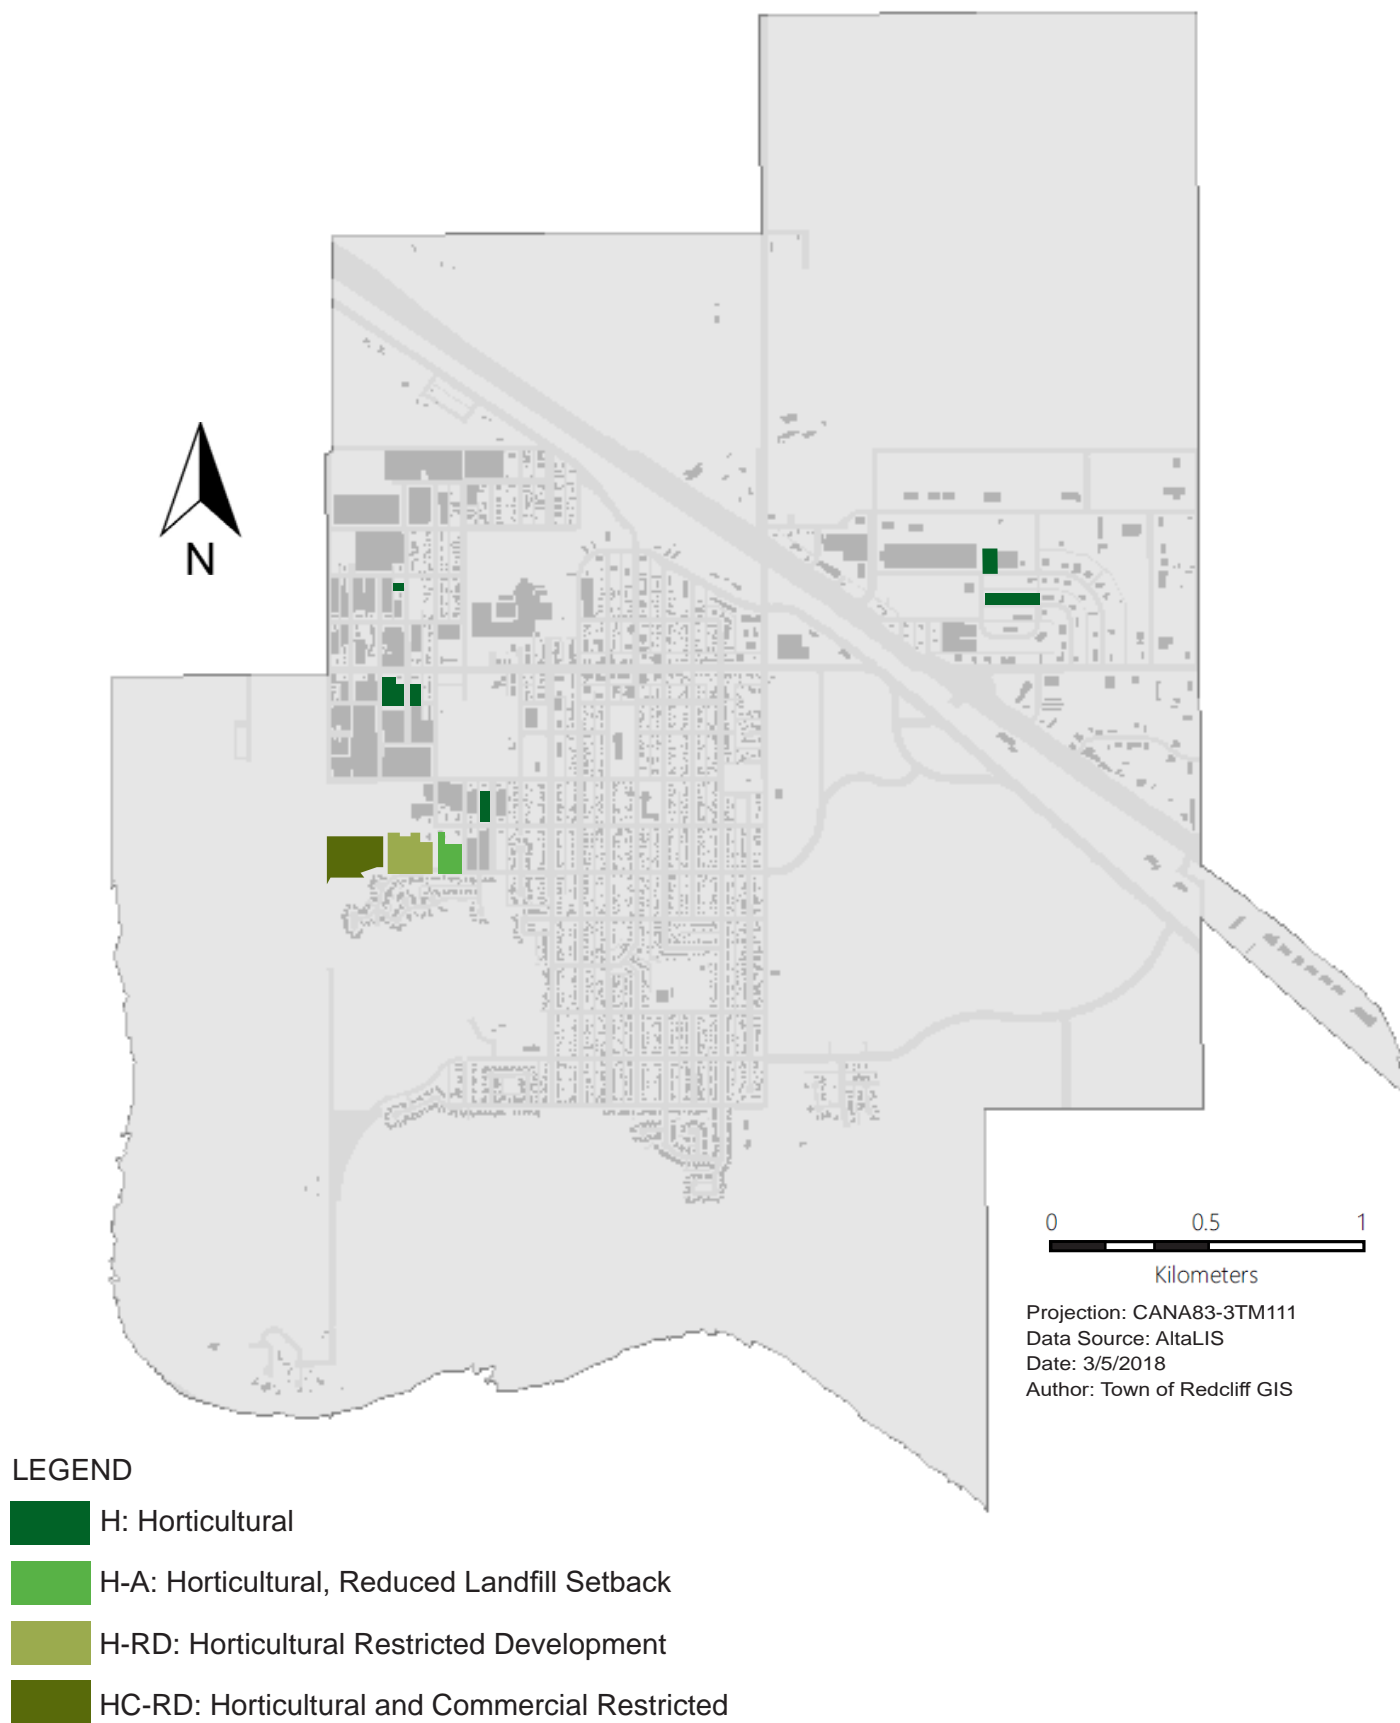 N
0 0.5 1
Kilometers
Projection: CANA83-3TM111
Data Source: AltaLIS
Date: 3/5/2018
Author: Town of Redcliff GIS
LEGEND
H: Horticultural
H-A: Horticultural, Reduced Landfill Setback
H-RD: Horticultural Restricted Development
HC-RD: Horticultural and Commercial Restricted